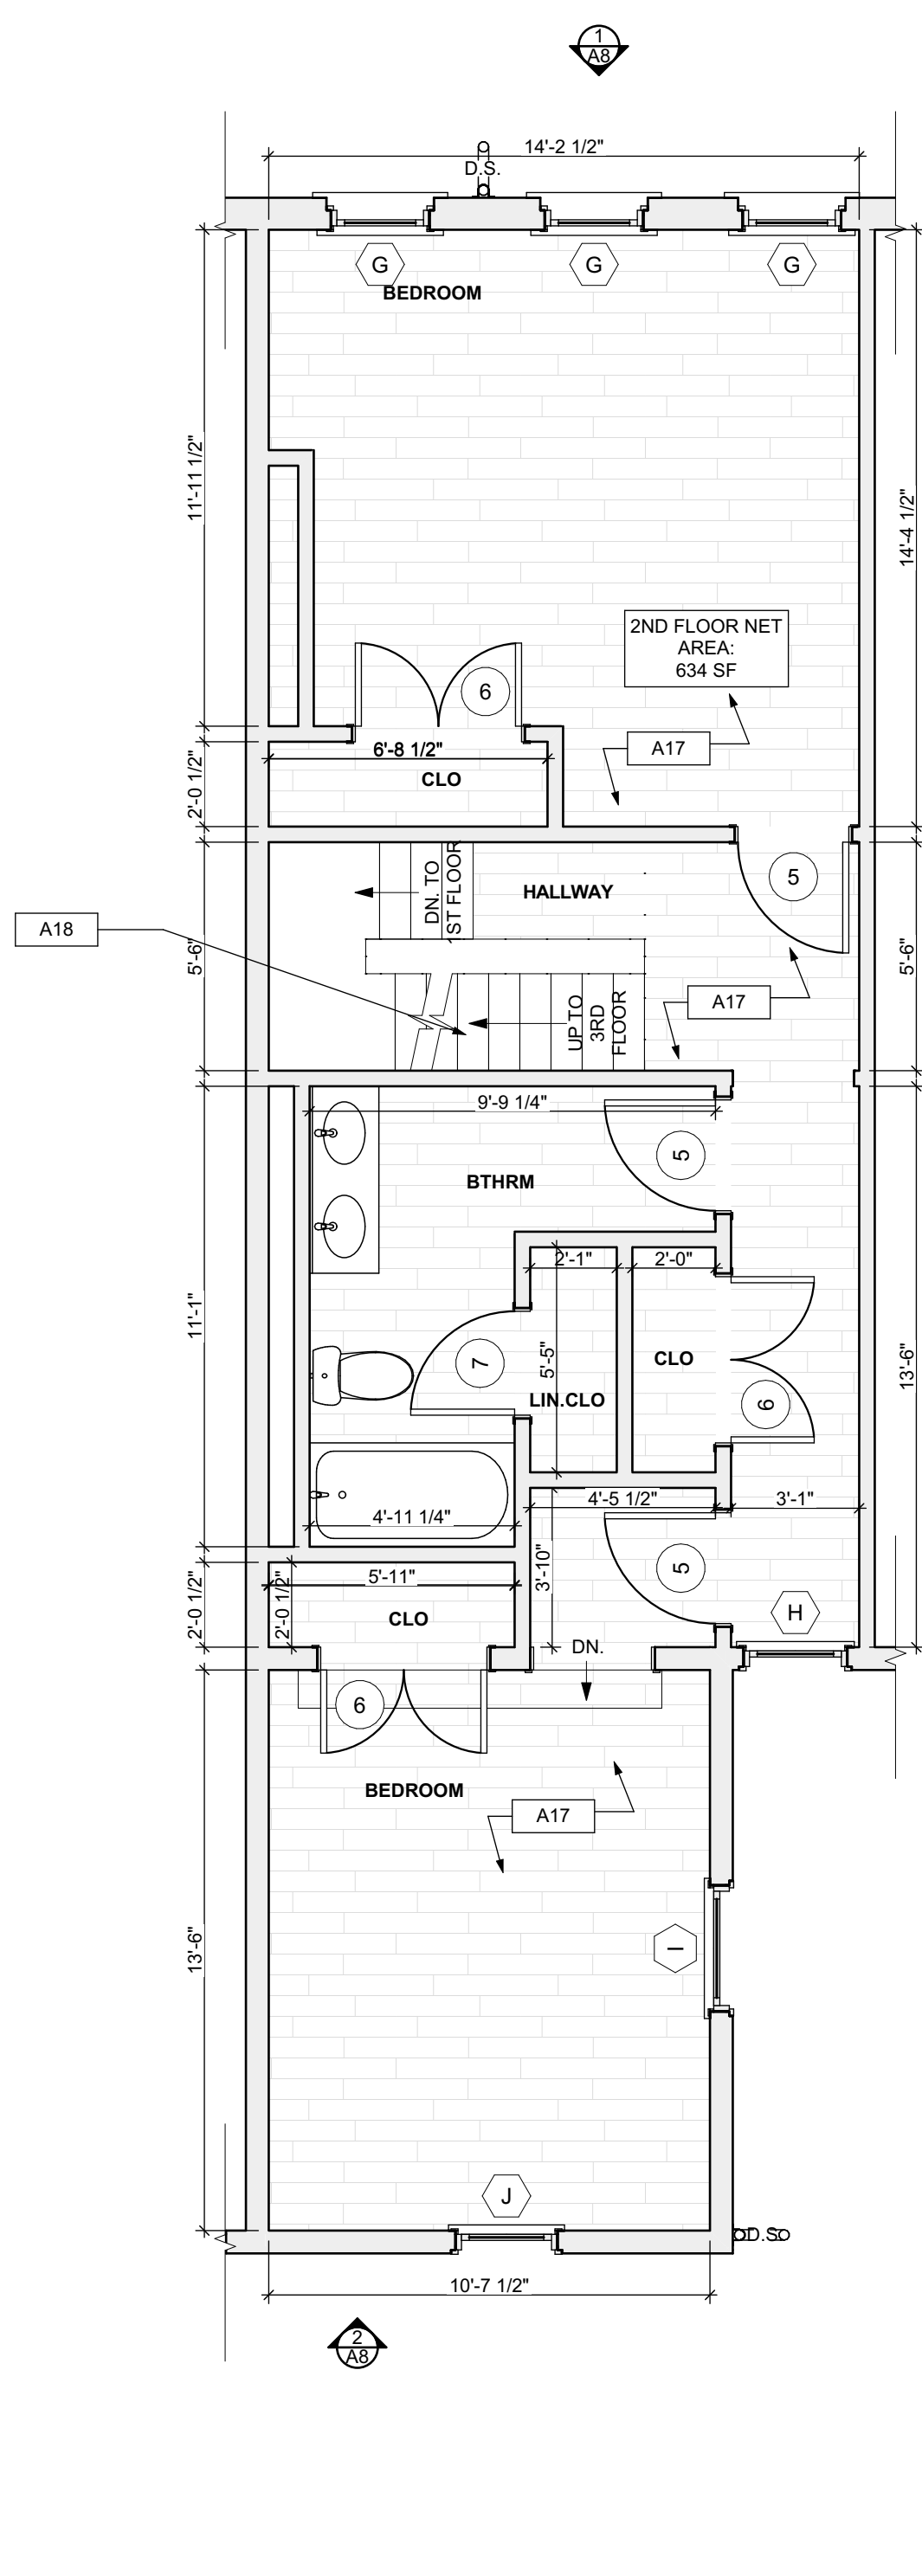 1
A8
14'-2 1/2"
D.S.
G
G
G
BEDROOM
11'-11 1/2"
14'-4 1/2"
2ND FLOOR NET
AREA:
634 SF
6
A17
6'-8 1/2"
CLO
2'-0 1/2"
5
HALLWAY
DN. TO
1ST FLOOR
A18
5'-6"
5'-6"
A17
UP TO
3RD
FLOOR
9'-9 1/4"
5
BTHRM
2'-1"
2'-0"
11'-1"
5'-5"
7
CLO
13'-6"
LIN.CLO
6
4'-5 1/2"
3'-1"
4'-11 1/4"
3'-10"
5
5'-11"
2'-0 1/2"
2'-0 1/2"
CLO
H
DN.
6
BEDROOM
A17
I
13'-6"
J
D.S.
10'-7 1/2"
2
A8